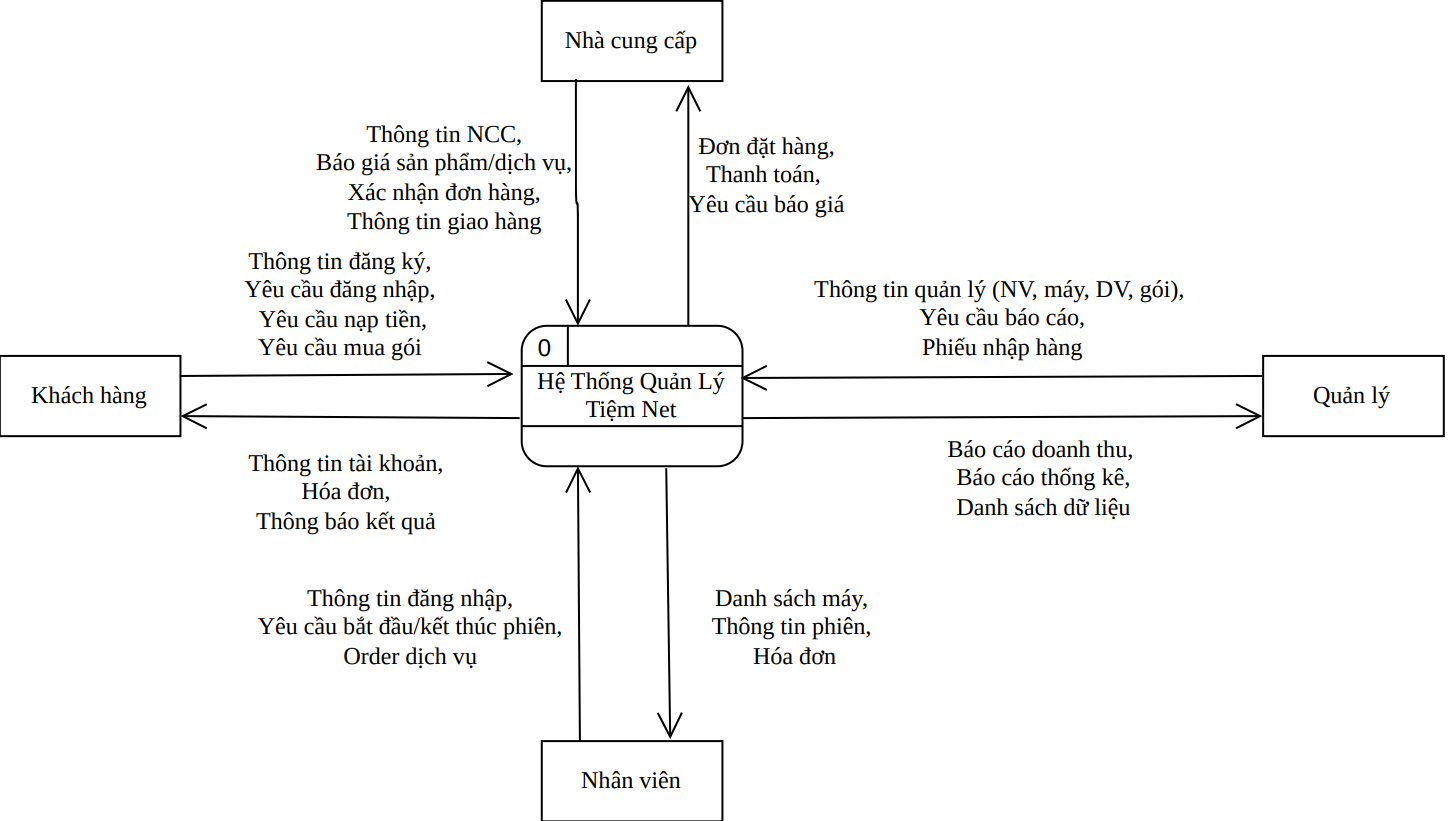 Nhà cung cấp
Thông tin NCC,
Báo giá sản phẩm/dịch vụ,
Xác nhận đơn hàng,
Thông tin giao hàng
Đơn đặt hàng,
Thanh toán,
Yêu cầu báo giá
Thông tin đăng ký,
Yêu cầu đăng nhập,
Yêu cầu nạp tiền,
Yêu cầu mua gói
Thông tin quản lý (NV, máy, DV, gói),
Yêu cầu báo cáo,
Phiếu nhập hàng
Khách hàng
0
Hệ Thống Quản Lý
Tiệm Net
Quản lý
Thông tin tài khoản,
Hóa đơn,
Thông báo kết quả
Báo cáo doanh thu,
Báo cáo thống kê,
Danh sách dữ liệu
Thông tin đăng nhập,
Yêu cầu bắt đầu/kết thúc phiên,
Order dịch vụ
Danh sách máy,
Thông tin phiên,
Hóa đơn
Nhân viên